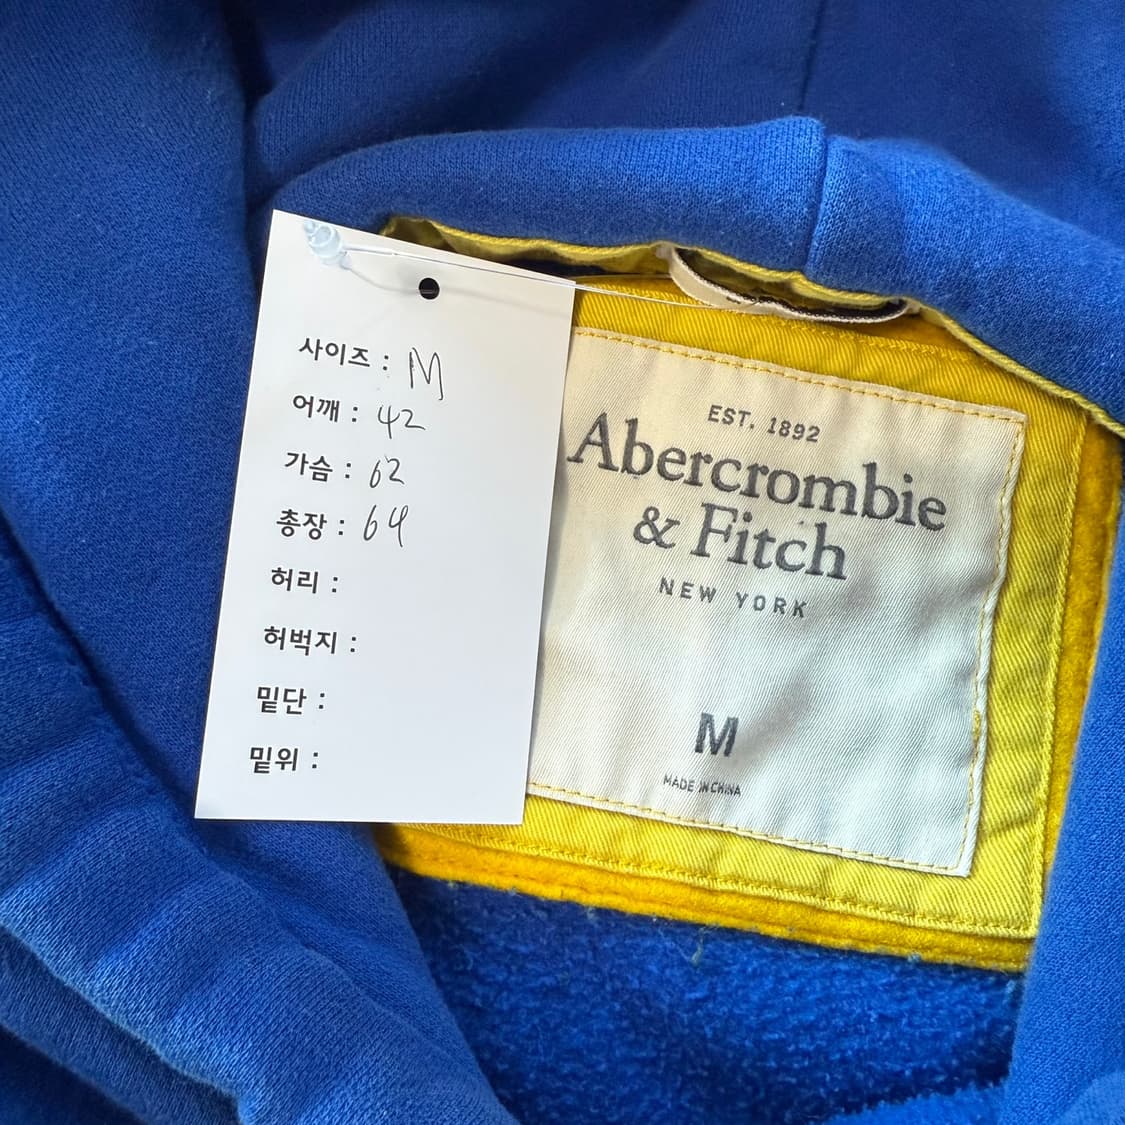 사이즈 : M
어깨 : 42
가슴 : 62
총장 : 64
허리 :
허벅지 :
밑단 :
밑위 :
EST. 1892
Abercrombie
& Fitch
NEW YORK
M
MADE IN CHINA